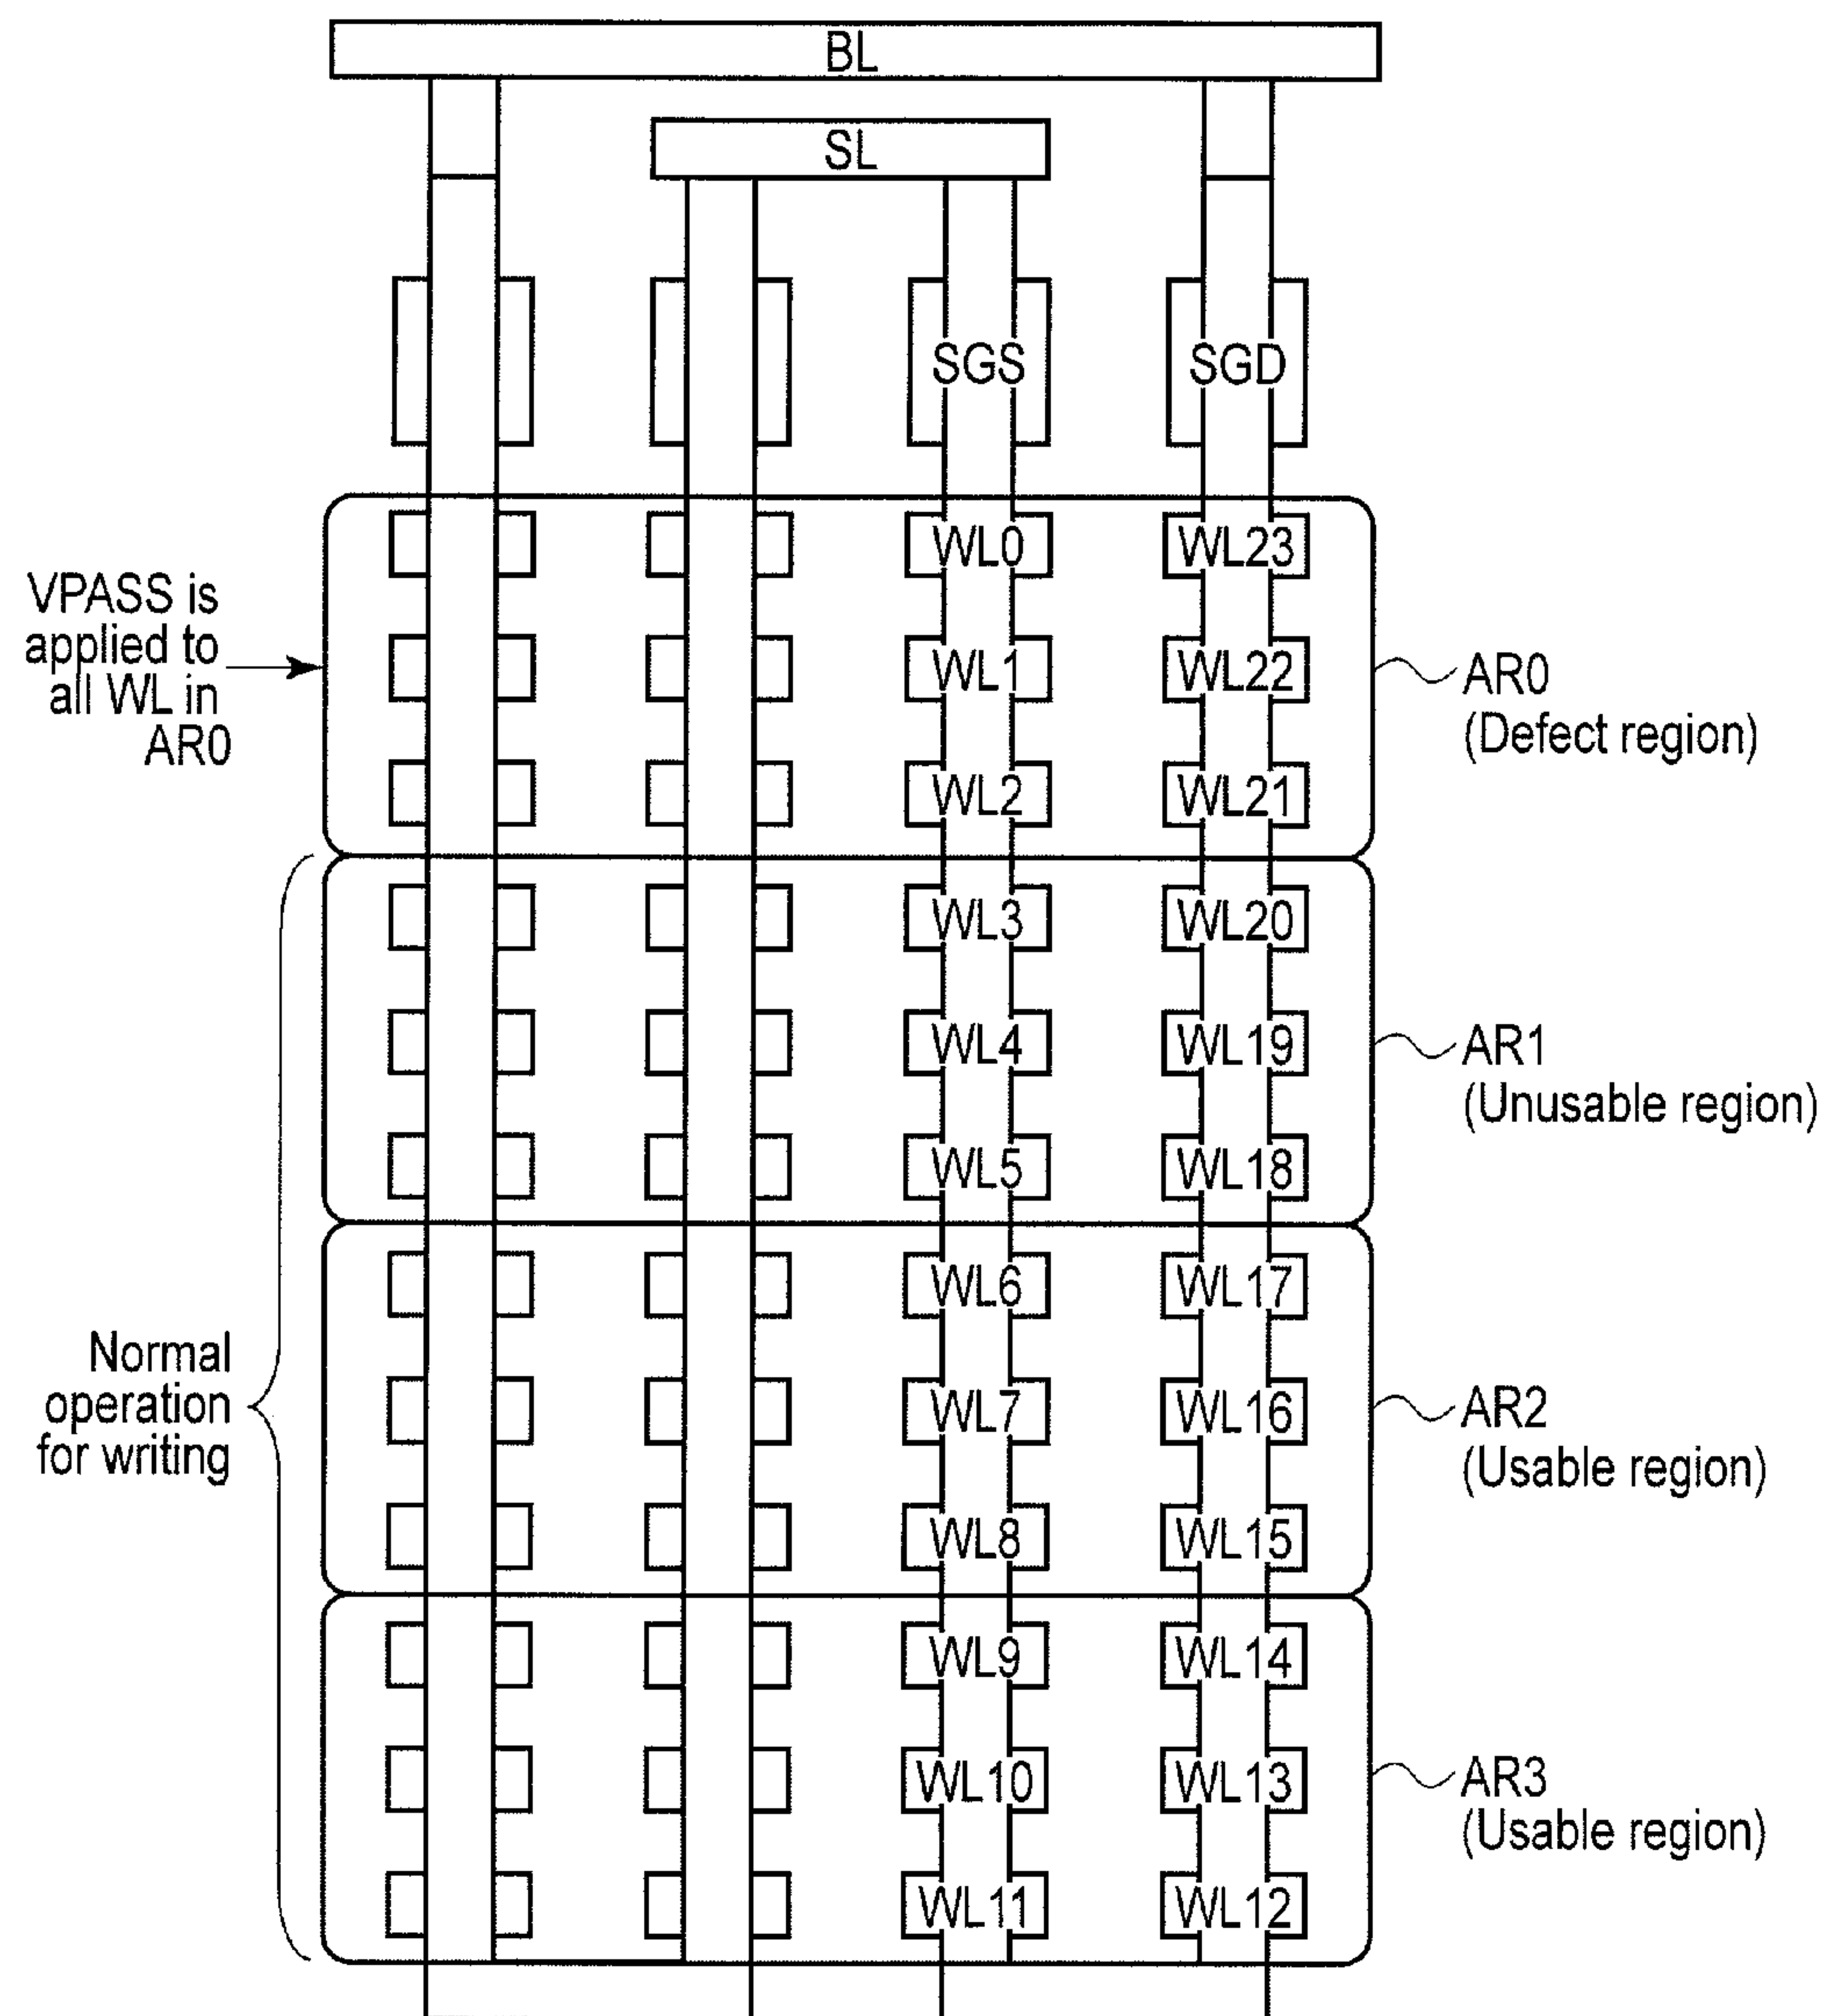 BL
SL
SGS
SGD
WL0
WL23
VPASS is
applied to
all WL in
AR0
WL1
WL22
AR0
(Defect region)
WL2
WL21
WL3
WL20
WL4
WL19
AR1
(Unusable region)
WL5
WL18
WL6
WL17
Normal
operation
for writing
WL7
WL16
AR2
(Usable region)
WL8
WL15
WL9
WL14
WL10
WL13
AR3
(Usable region)
WL11
WL12